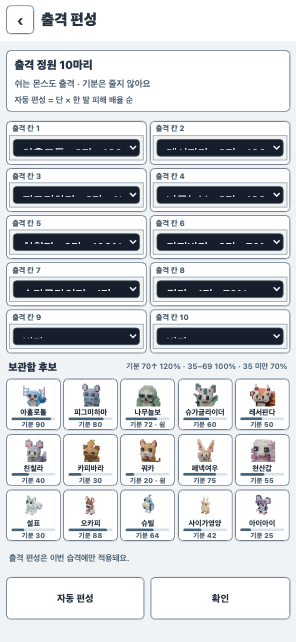 ‹ 출격 편성
출격 정원 10마리
쉬는 몬스도 출격 · 기분은 줄지 않아요
자동 편성 = 단 × 한 발 피해 배율 순
출격 칸 1
출격 칸 2
출격 칸 3
출격 칸 4
출격 칸 5
출격 칸 6
출격 칸 7
출격 칸 8
출격 칸 9
출격 칸 10
보관함 후보
기분 70↑ 120% · 35–69 100% · 35 미만 70%
아홀로틀 피그미하마 나무늘보 슈가글라이더 레서판다
기분 90 기분 80 기분 72 · 쉼 기분 60 기분 50
친칠라 카피바라 쿼카 페넥여우 천산갑
기분 40 기분 30 기분 20 · 쉼 기분 75 기분 55
설표 오카피 슈빌 사이가영양 아이아이
기분 30 기분 88 기분 64 기분 42 기분 25
출격 편성은 이번 습격에만 적용돼요.
자동 편성
확인